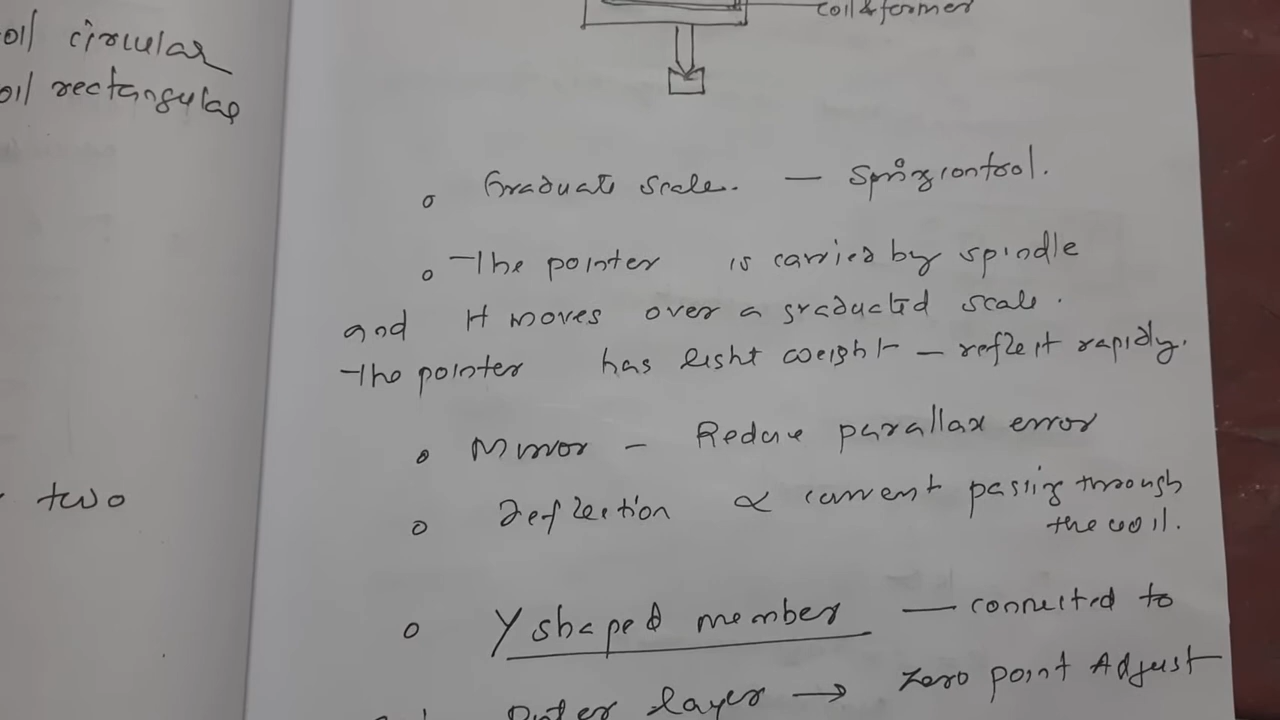 oil circular
oil rectangular
two
coil & former
o Graduate scale. — Spring control.
o The pointer is carried by spindle
and It moves over a graduated scale.
The pointer has light weight — reflect rapidly.
o Mirror — Reduce parallax error
o Deflection ∝ current passing through
the coil.
o Y shaped member — connected to
layer → Zero point Adjust